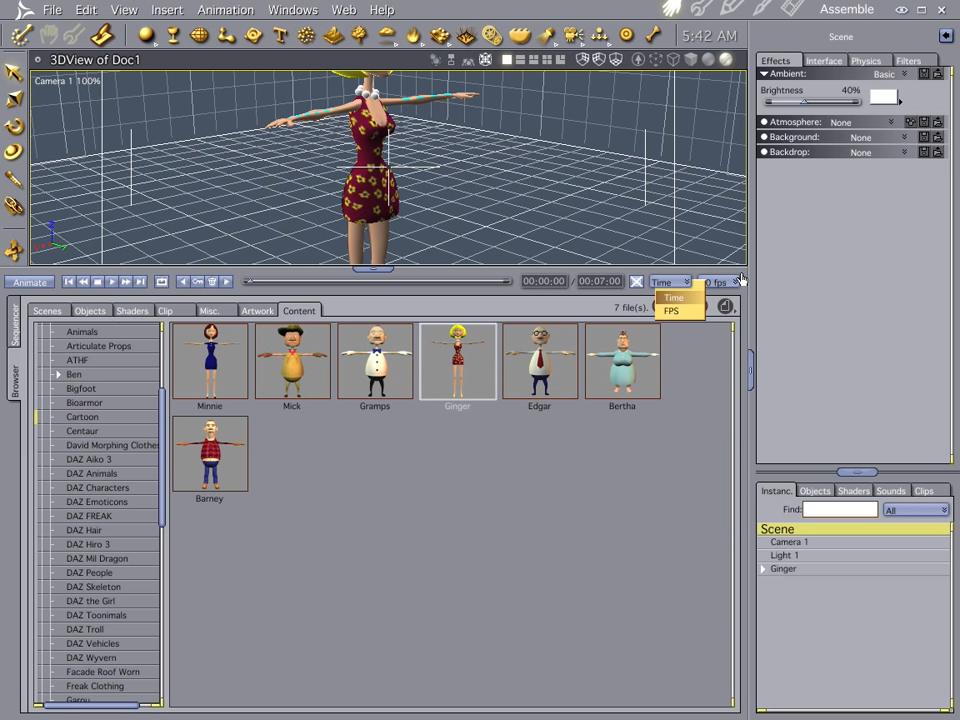 File Edit View Insert Animation Windows Web Help
Assemble
5:42 AM
Scene
3DView of Doc1
Camera 1 100%
Effects Interface Physics Filters
Ambient: Basic
Brightness 40%
Atmosphere: None
Background: None
Backdrop: None
Animate
00:00:00 / 00:07:00
Time
0 fps
Time
FPS
Scenes Objects Shaders Clip Misc. Artwork Content
7 file(s).
Sequencer
Browser
Animals
Articulate Props
ATHF
Ben
Bigfoot
Bioarmor
Cartoon
Centaur
David Morphing Clothes
DAZ Aiko 3
DAZ Animals
DAZ Characters
DAZ Emoticons
DAZ FREAK
DAZ Hair
DAZ Hiro 3
DAZ Mil Dragon
DAZ People
DAZ Skeleton
DAZ the Girl
DAZ Toonimals
DAZ Troll
DAZ Vehicles
DAZ Wyvern
Facade Roof Worn
Freak Clothing
Garou
Minnie Mick Gramps Ginger Edgar Bertha
Barney
Instanc. Objects Shaders Sounds Clips
Find: All
Scene
Camera 1
Light 1
Ginger